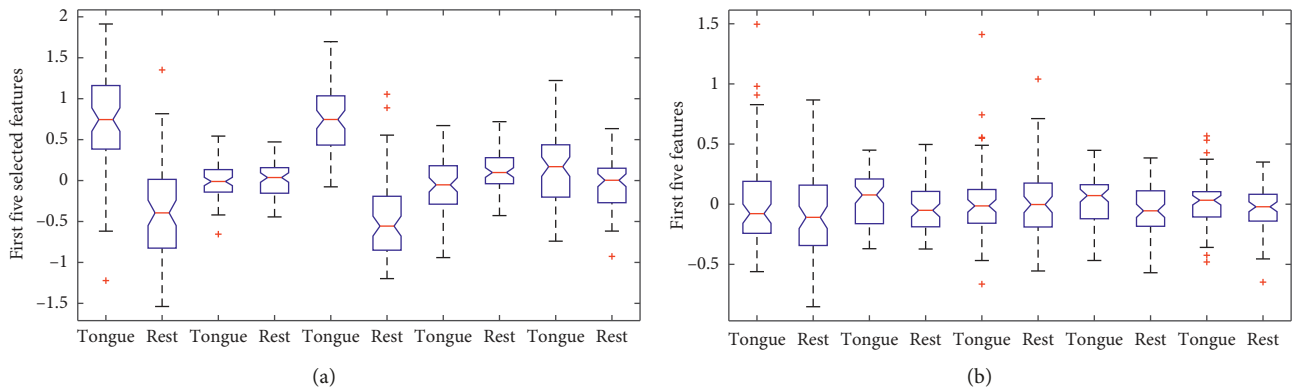 First five selected features
2
1.5
1
0.5
0
−0.5
−1
−1.5
Tongue Rest Tongue Rest Tongue Rest Tongue Rest Tongue Rest
(a)
First five features
1.5
1
0.5
0
−0.5
Tongue Rest Tongue Rest Tongue Rest Tongue Rest Tongue Rest
(b)